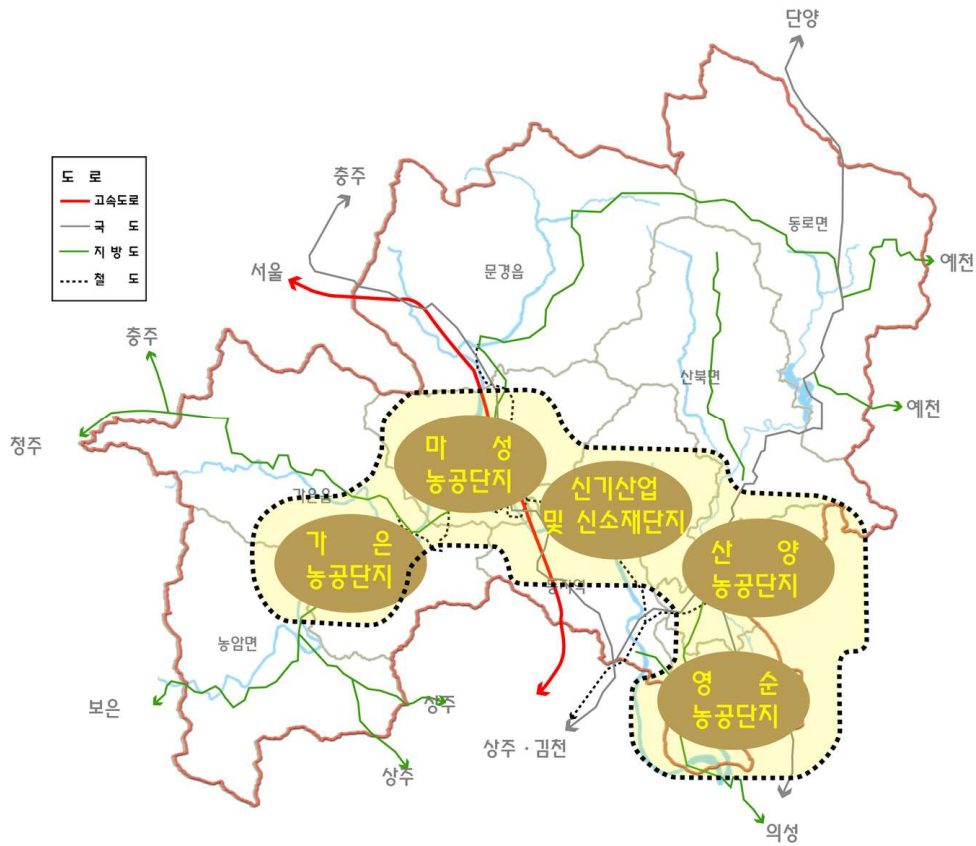 단양
도 로
고속도로
국 도
지 방 도
철 도
충주
서울
문경읍
동로면
예천
충주
산북면
예천
청주
마 성
농공단지
신기산업
및 신소재단지
가은읍
가 은
농공단지
산 양
농공단지
농암면
영 순
농공단지
보은
상주
상주 · 김천
상주
의성